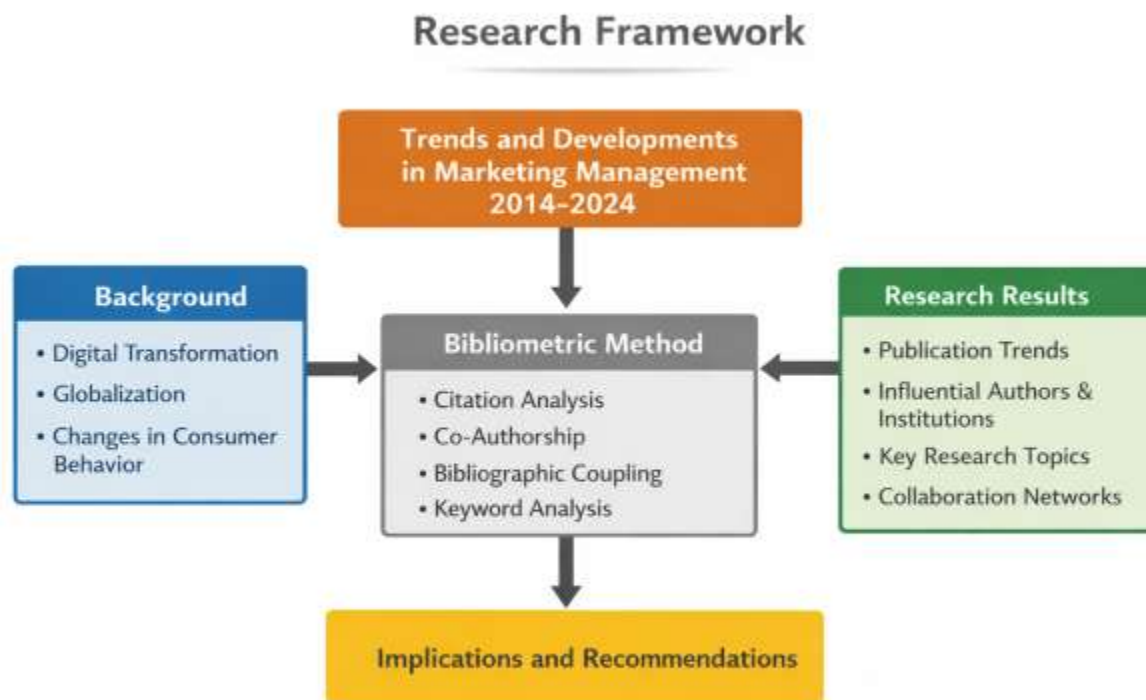 Research Framework
Trends and Developments
in Marketing Management
2014–2024
Background
• Digital Transformation
• Globalization
• Changes in Consumer
Behavior
Bibliometric Method
• Citation Analysis
• Co-Authorship
• Bibliographic Coupling
• Keyword Analysis
Research Results
• Publication Trends
• Influential Authors &
Institutions
• Key Research Topics
• Collaboration Networks
Implications and Recommendations